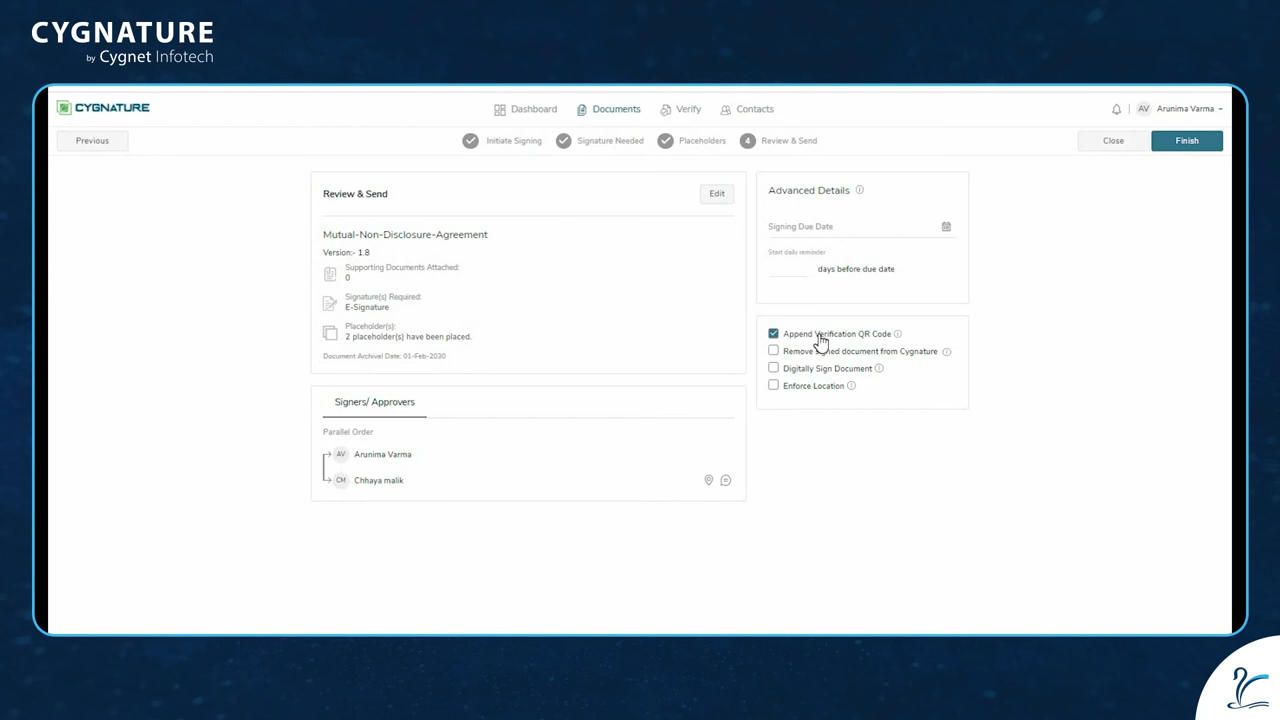 CYGNATURE
by Cygnet Infotech
CYGNATURE
Dashboard
Documents
Verify
Contacts
AV
Arunima Varma
Previous
Initiate Signing
Signature Needed
Placeholders
4
Review & Send
Close
Finish
Review & Send
Edit
Mutual-Non-Disclosure-Agreement
Version:- 1.8
Supporting Documents Attached:
0
Signature(s) Required:
E-Signature
Placeholder(s):
2 placeholder(s) have been placed.
Document Archival Date: 01-Feb-2030
Signers/ Approvers
Parallel Order
AV
Arunima Varma
CM
Chhaya malik
Advanced Details
Signing Due Date
Start daily reminder
days before due date
Append Verification QR Code
Remove signed document from Cygnature
Digitally Sign Document
Enforce Location